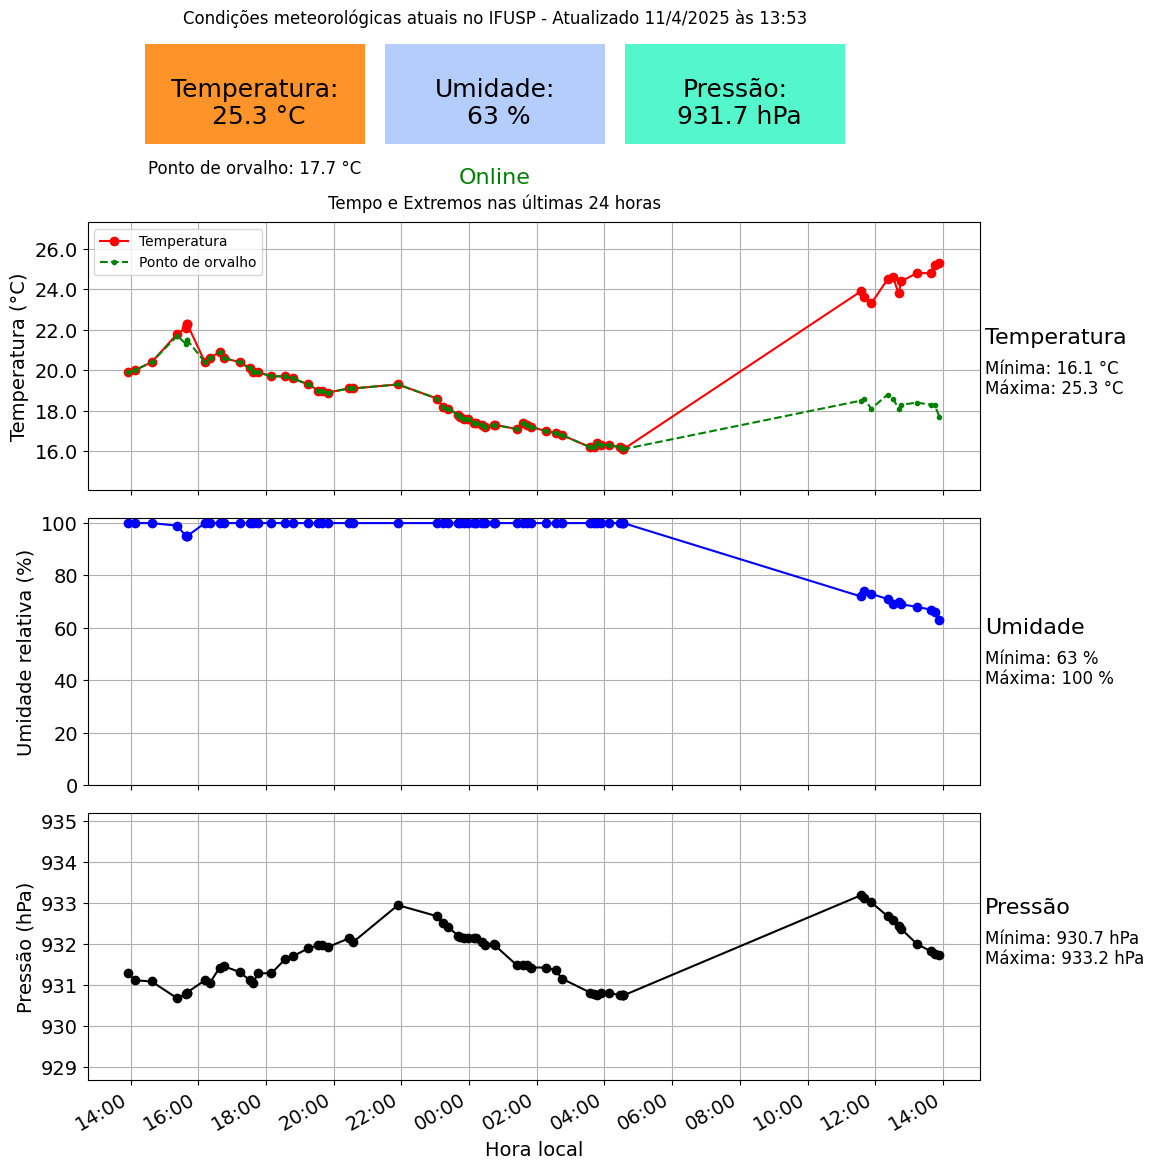 Condições meteorológicas atuais no IFUSP - Atualizado 11/4/2025 às 13:53
Temperatura:
25.3 °C
Umidade:
63 %
Pressão:
931.7 hPa
Ponto de orvalho: 17.7 °C
Online
Tempo e Extremos nas últimas 24 horas
Temperatura
Ponto de orvalho
Temperatura (°C)
26.0
24.0
22.0
20.0
18.0
16.0
Temperatura
Mínima: 16.1 °C
Máxima: 25.3 °C
Umidade relativa (%)
100
80
60
40
20
0
Umidade
Mínima: 63 %
Máxima: 100 %
Pressão (hPa)
935
934
933
932
931
930
929
Pressão
Mínima: 930.7 hPa
Máxima: 933.2 hPa
14:00 16:00 18:00 20:00 22:00 00:00 02:00 04:00 06:00 08:00 10:00 12:00 14:00
Hora local